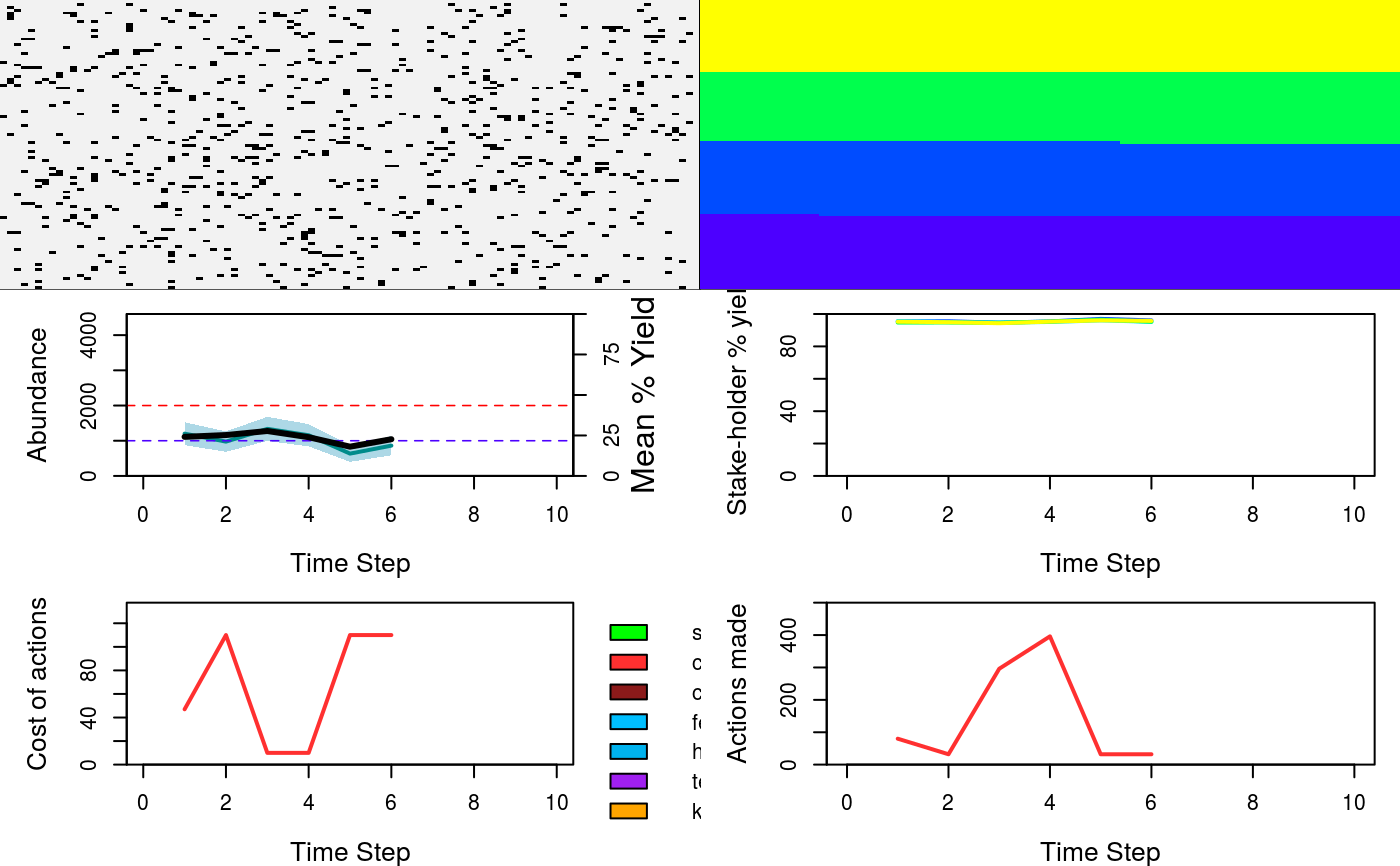 Abundance
0 2000 4000
0 2 4 6 8 10
Time Step
0 25 75
Mean % Yield
Stake-holder % yiel
0 40 80
0 2 4 6 8 10
Time Step
Cost of actions
0 40 80
0 2 4 6 8 10
Time Step
s
c
c
fe
h
te
k
Actions made
0 200 400
0 2 4 6 8 10
Time Step